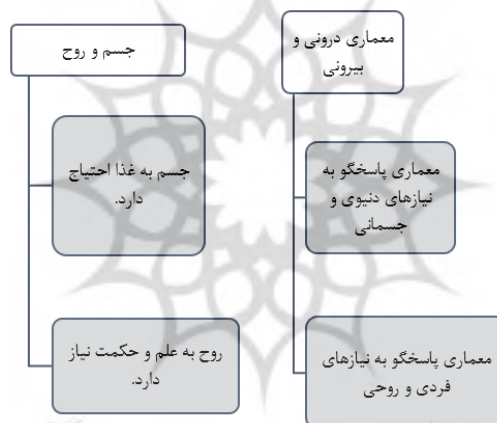 معماری درونی و
بیرونی
معماری پاسخگو به
نیازهای دنیوی و
جسمانی
معماری پاسخگو به نیازهای
فردی و روحی
جسم و روح
جسم به غذا احتیاج
دارد.
روح به علم و حکمت نیاز
دارد.